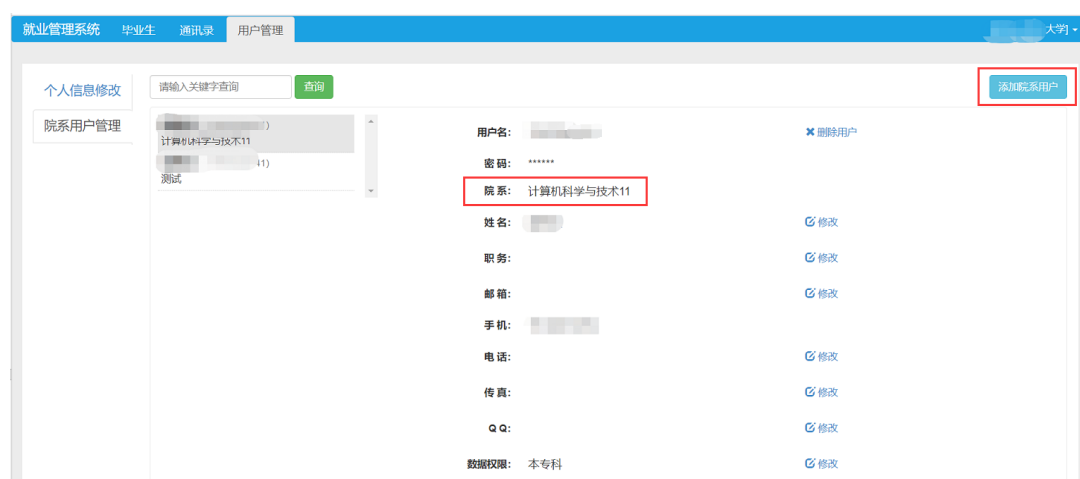 就业管理系统 毕业生 通讯录 用户管理 大学]
个人信息修改 请输入关键字查询 查询 添加院系用户
院系用户管理
计算机科学与技术11
41)
测试
用户名: 删除用户
密码: ******
院系: 计算机科学与技术11
姓名: 修改
职务: 修改
邮箱: 修改
手机:
电话: 修改
传真: 修改
QQ: 修改
数据权限: 本专科 修改